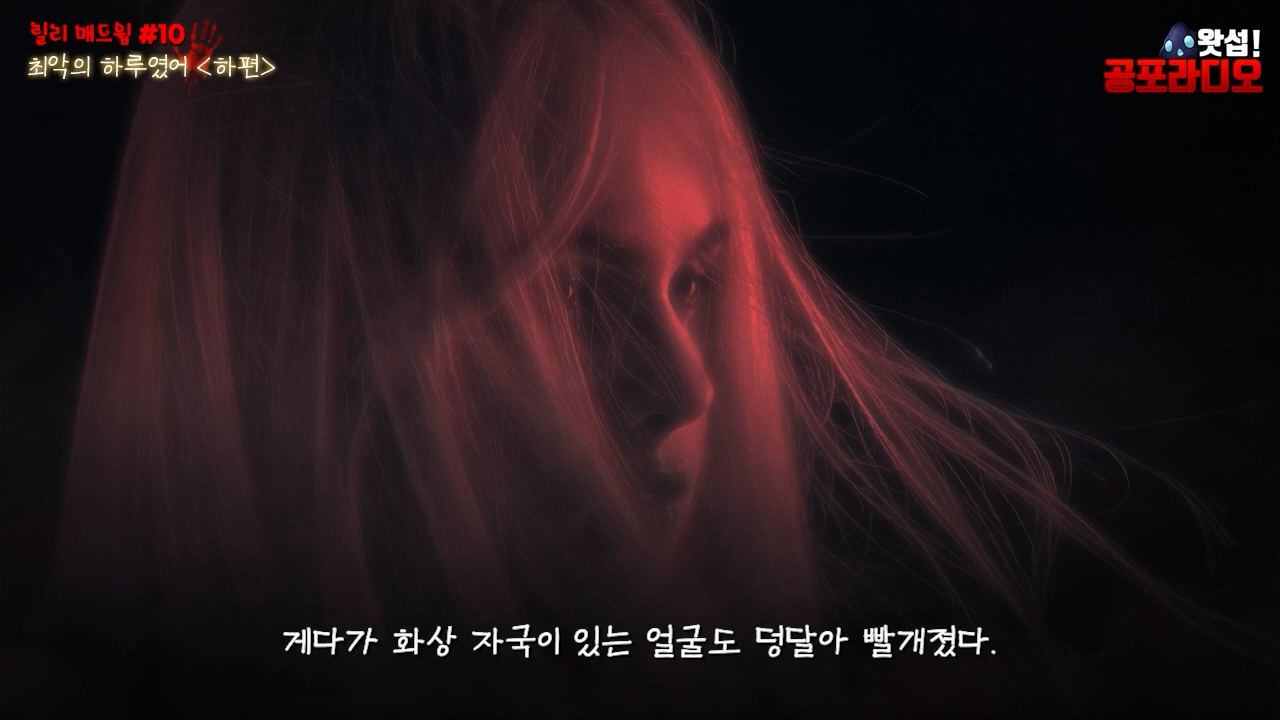 릴리 매드윕 #10
최악의 하루였어 <하편>
왓섭!
공포라디오
게다가 화상 자국이 있는 얼굴도 덩달아 빨개졌다.